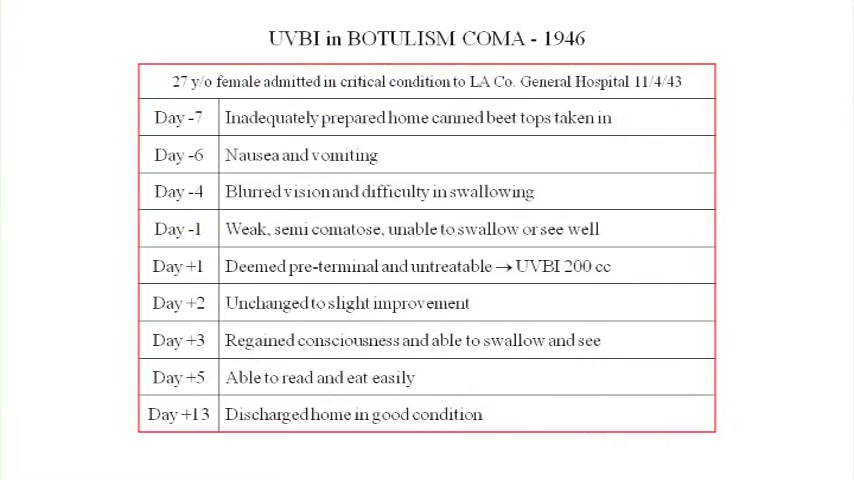 UVBI in BOTULISM COMA - 1946
27 y/o female admitted in critical condition to LA Co. General Hospital 11/4/43
Day -7 Inadequately prepared home canned beet tops taken in
Day -6 Nausea and vomiting
Day -4 Blurred vision and difficulty in swallowing
Day -1 Weak, semi comatose, unable to swallow or see well
Day +1 Deemed pre-terminal and untreatable → UVBI 200 cc
Day +2 Unchanged to slight improvement
Day +3 Regained consciousness and able to swallow and see
Day +5 Able to read and eat easily
Day +13 Discharged home in good condition